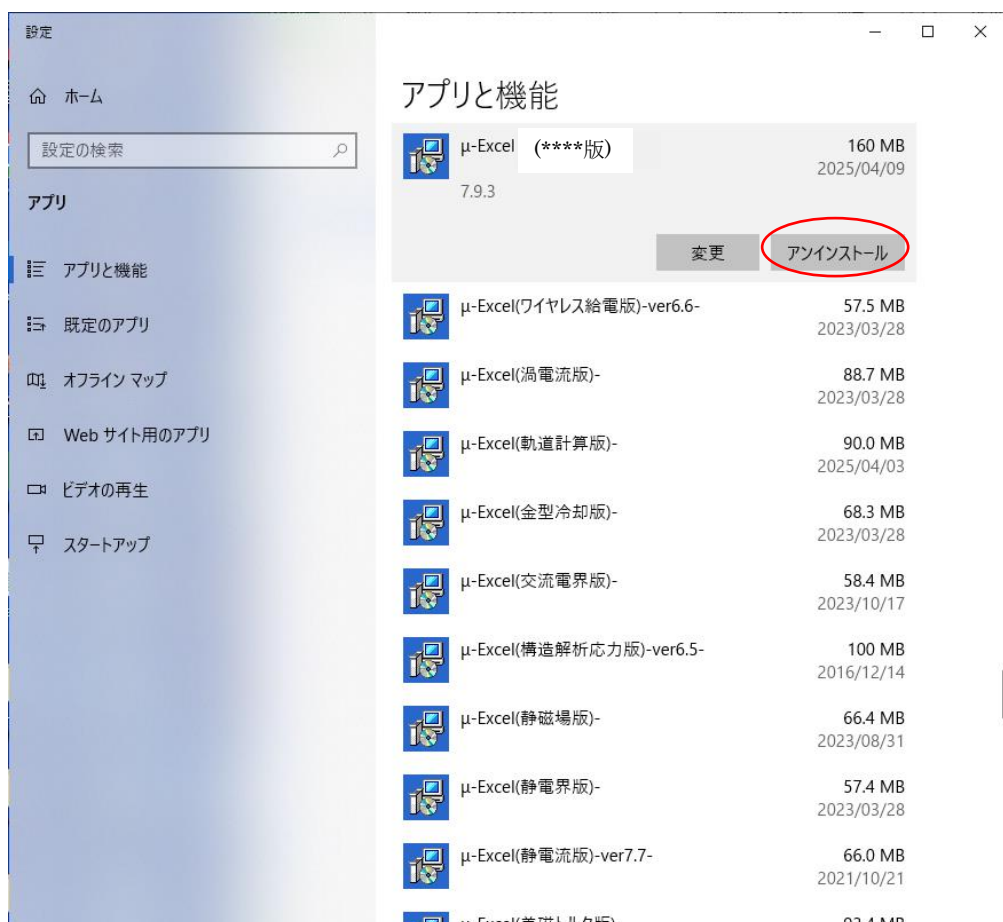 設定
ホーム
設定の検索
アプリ
アプリと機能
既定のアプリ
オフライン マップ
Web サイト用のアプリ
ビデオの再生
スタートアップ
アプリと機能
μ-Excel (****版) 160 MB
2025/04/09
7.9.3
変更 アンインストール
μ-Excel(ワイヤレス給電版)-ver6.6- 57.5 MB
2023/03/28
μ-Excel(渦電流版)- 88.7 MB
2023/03/28
μ-Excel(軌道計算版)- 90.0 MB
2025/04/03
μ-Excel(金型冷却版)- 68.3 MB
2023/03/28
μ-Excel(交流電界版)- 58.4 MB
2023/10/17
μ-Excel(構造解析応力版)-ver6.5- 100 MB
2016/12/14
μ-Excel(静磁場版)- 66.4 MB
2023/08/31
μ-Excel(静電界版)- 57.4 MB
2023/03/28
μ-Excel(静電流版)-ver7.7- 66.0 MB
2021/10/21